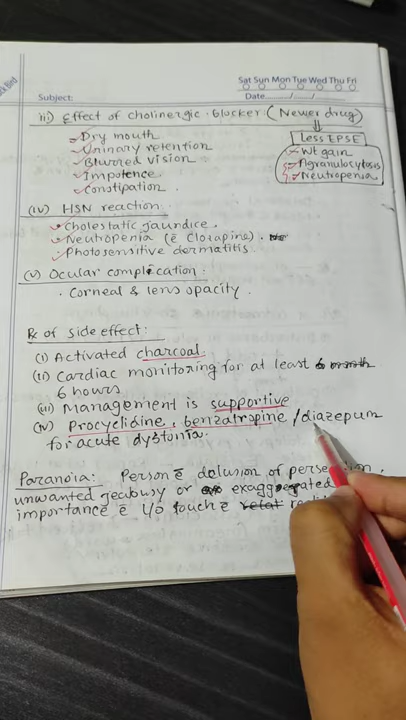 Sat Sun Mon Tue Wed Thu Fri
Subject:
Date....../....../......
iii) Effect of cholinergic blocker: (Newer drug)
Dry mouth
Urinary retention
Blurred vision
Impotence
Constipation.
Less EPSE
Wt gain
Agranulocytosis
Neutropenia
(iv) HSN reaction:
Cholestatic jaundice.
Neutropenia (ē Clozapine).
Photosensitive dermatitis
(v) Ocular complication:
. Corneal & lens opacity.
Rx of side effect:
(i) Activated charcoal.
(ii) Cardiac monitoring for at least 6 month
6 hours
(iii) Management is supportive
(iv) Procyclidine, benzatropine / diazepum
for acute dystonia.
Paranoia: Person ē delusion of
unwanted jeabusy or exaggerated
importance ē